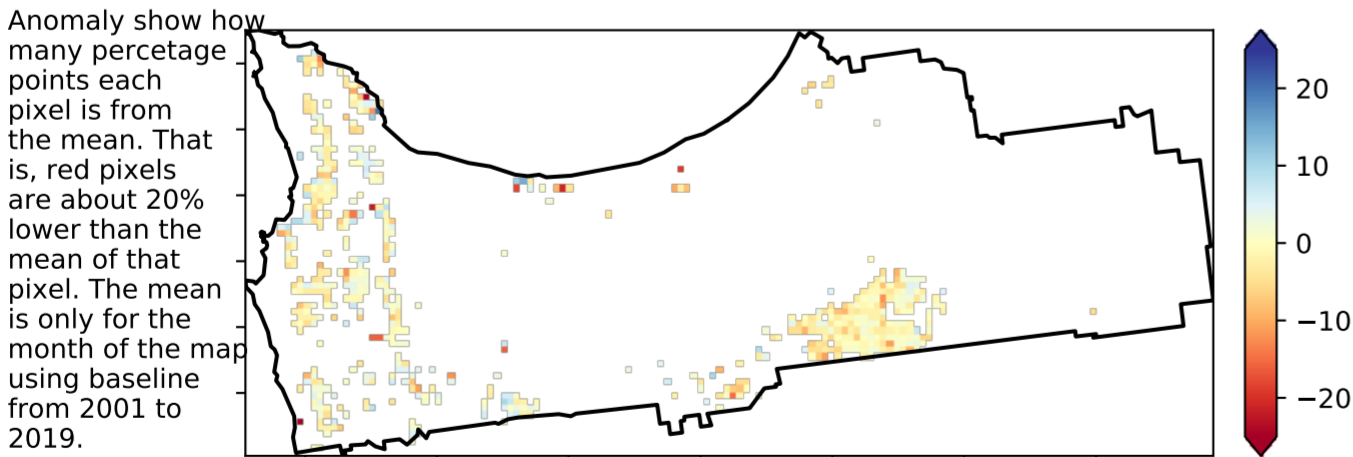 Anomaly show how
many percetage
points each
pixel is from
the mean. That
is, red pixels
are about 20%
lower than the
mean of that
pixel. The mean
is only for the
month of the map
using baseline
from 2001 to
2019.
20
10
0
−10
−20